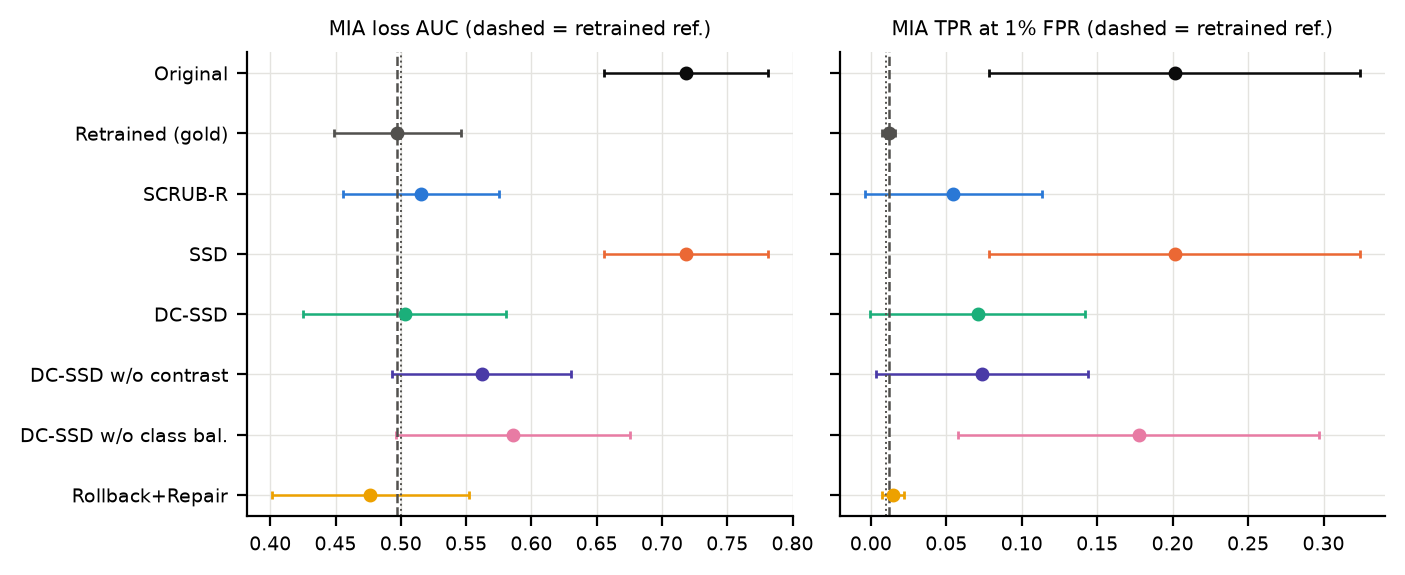 MIA loss AUC (dashed = retrained ref.)
MIA TPR at 1% FPR (dashed = retrained ref.)
Original
Retrained (gold)
SCRUB-R
SSD
DC-SSD
DC-SSD w/o contrast
DC-SSD w/o class bal.
Rollback+Repair
0.40 0.45 0.50 0.55 0.60 0.65 0.70 0.75 0.80
0.00 0.05 0.10 0.15 0.20 0.25 0.30